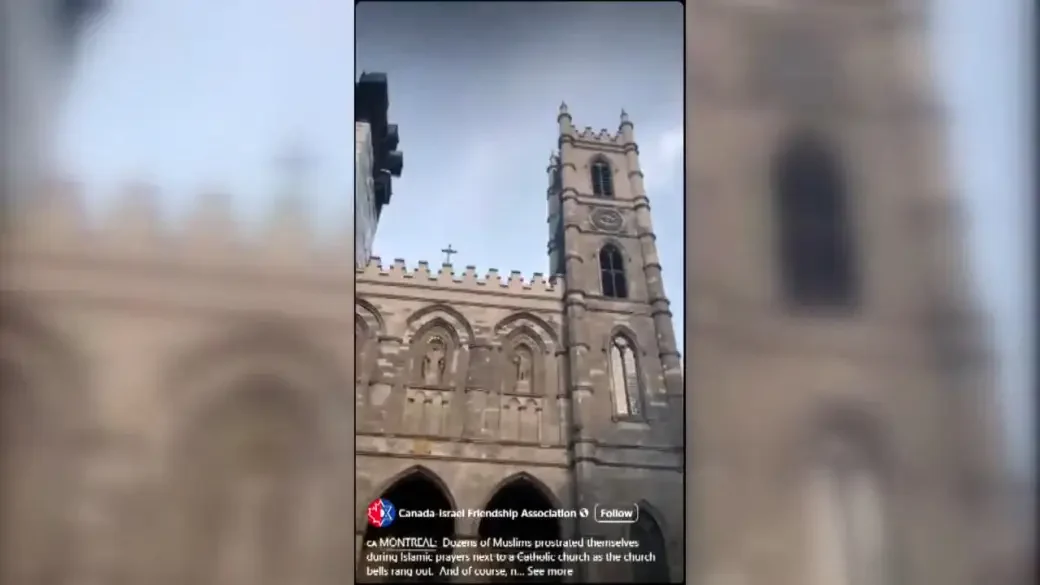 Canada-Israel Friendship Association
Follow
CA MONTREAL: Dozens of Muslims prostrated themselves
during Islamic prayers next to a Catholic church as the church
bells rang out. And of course, n... See more